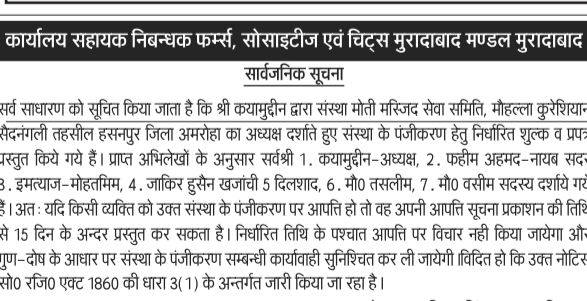 कार्यालय सहायक निबन्धक फर्म्स, सोसाइटीज एवं चिट्स मुरादाबाद मण्डल मुरादाबाद
सार्वजनिक सूचना
सर्व साधारण को सूचित किया जाता है कि श्री कयामुद्दीन द्वारा संस्था मोती मस्जिद सेवा समिति, मौहल्ला कुरेशियान
सैदनंगली तहसील हसनपुर जिला अमरोहा का अध्यक्ष दर्शाते हुए संस्था के पंजीकरण हेतु निर्धारित शुल्क व प्रपत्र
प्रस्तुत किये गये हैं। प्राप्त अभिलेखों के अनुसार सर्वश्री 1. कयामुद्दीन-अध्यक्ष, 2. फहीम अहमद-नायब सदर
3. इमत्याज-मोहतमिम, 4. जाकिर हुसैन खजांची 5 दिलशाद, 6. मौ0 तसलीम, 7. मौ0 वसीम सदस्य दर्शाये गये
हैं। अतः यदि किसी व्यक्ति को उक्त संस्था के पंजीकरण पर आपत्ति हो तो वह अपनी आपत्ति सूचना प्रकाशन की तिथि
से 15 दिन के अन्दर प्रस्तुत कर सकता है। निर्धारित तिथि के पश्चात आपत्ति पर विचार नही किया जायेगा और
गुण-दोष के आधार पर संस्था के पंजीकरण सम्बन्धी कार्यावाही सुनिश्चित कर ली जायेगी विदित हो कि उक्त नोटिस
सो0 रजि0 एक्ट 1860 की धारा 3(1) के अन्तर्गत जारी किया जा रहा है।